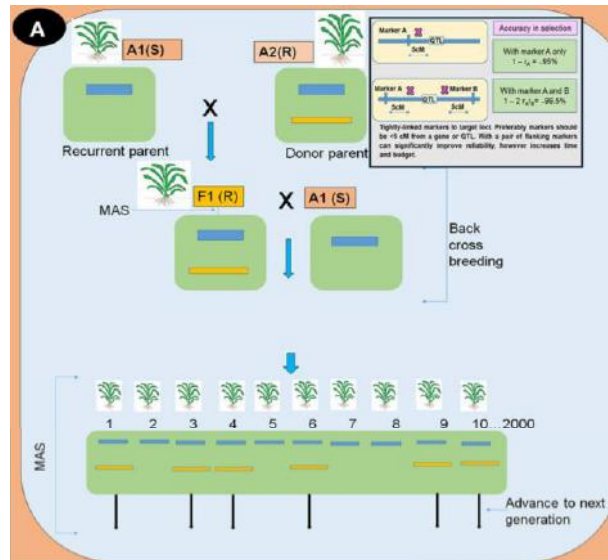 A
A1(S)
A2(R)
Recurrent parent
X
Donor parent
Marker A
QTL
5cM
Marker A
Marker B
QTL
5cM
5cM
Accuracy in selection
With marker A only
1 – rA = ~95%
With marker A and B
1 – 2 rArB = ~99.5%
Tightly-linked markers to target loci. Preferably markers should
be <5 cM from a gene or QTL. With a pair of flanking markers
can significantly improve reliability, however increases time
and budget.
MAS
F1 (R)
X
A1 (S)
Back
cross
breeding
MAS
1 2 3 4 5 6 7 8 9 10...2000
Advance to next
generation